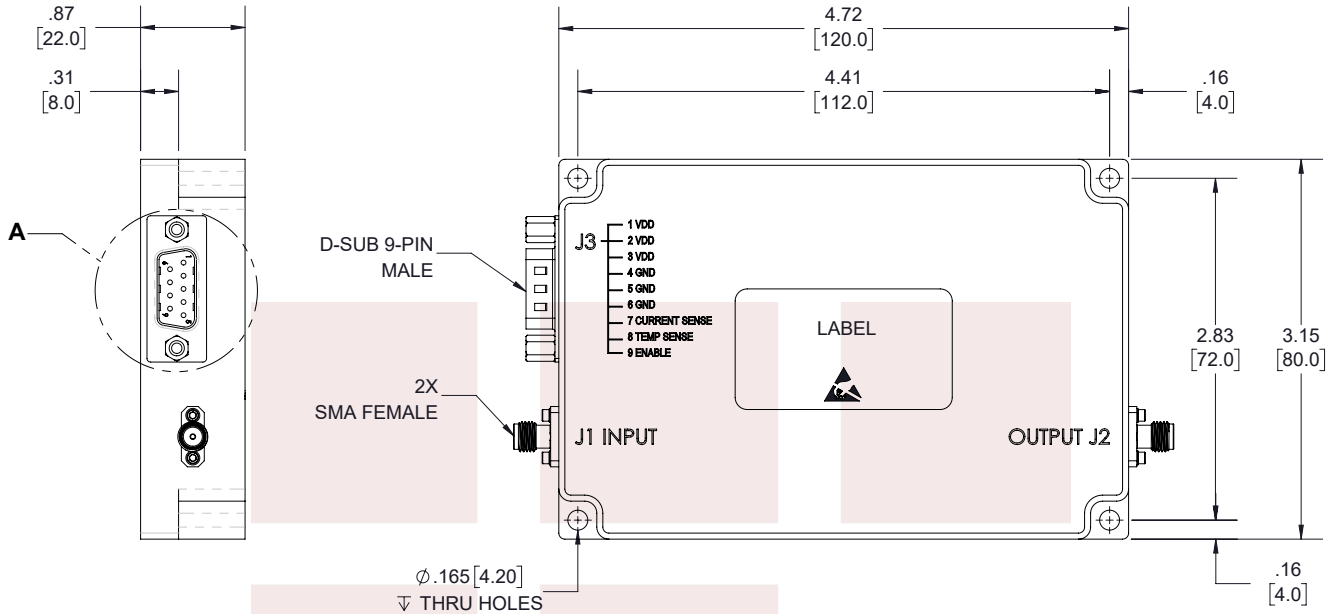 .87
[22.0]
.31
[8.0]
4.72
[120.0]
4.41
[112.0]
.16
[4.0]
A
D-SUB 9-PIN
MALE
J3
1 VDD
2 VDD
3 VDD
4 GND
5 GND
6 GND
7 CURRENT SENSE
8 TEMP SENSE
9 ENABLE
LABEL
2.83
[72.0]
3.15
[80.0]
2X
SMA FEMALE
J1 INPUT
OUTPUT J2
∅.165[4.20]
↧ THRU HOLES
.16
[4.0]